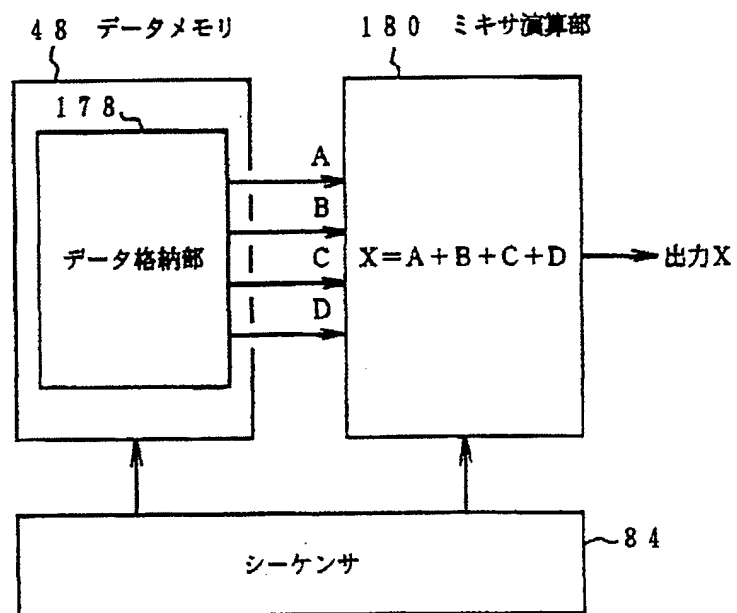 ４８ データメモリ
１８０ ミキサ演算部
１７８
A
B
C
D
データ格納部
X＝A＋B＋C＋D
出力X
シーケンサ
８４